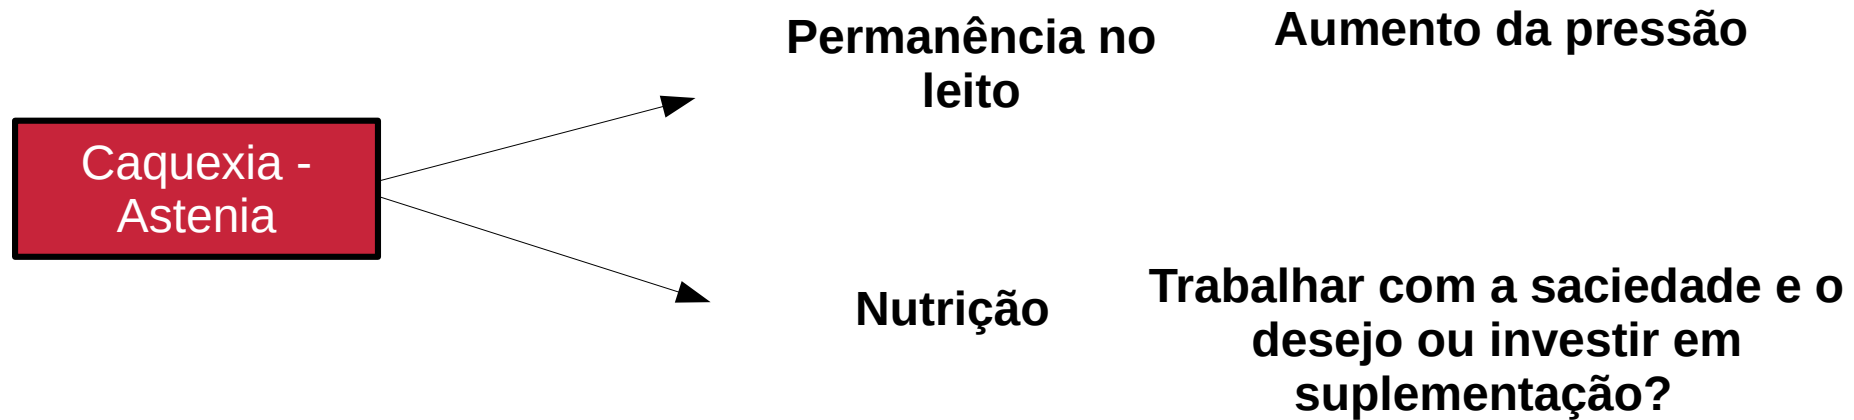 Caquexia -
Astenia
Permanência no
leito
Aumento da pressão
Nutrição
Trabalhar com a saciedade e o
desejo ou investir em
suplementação?